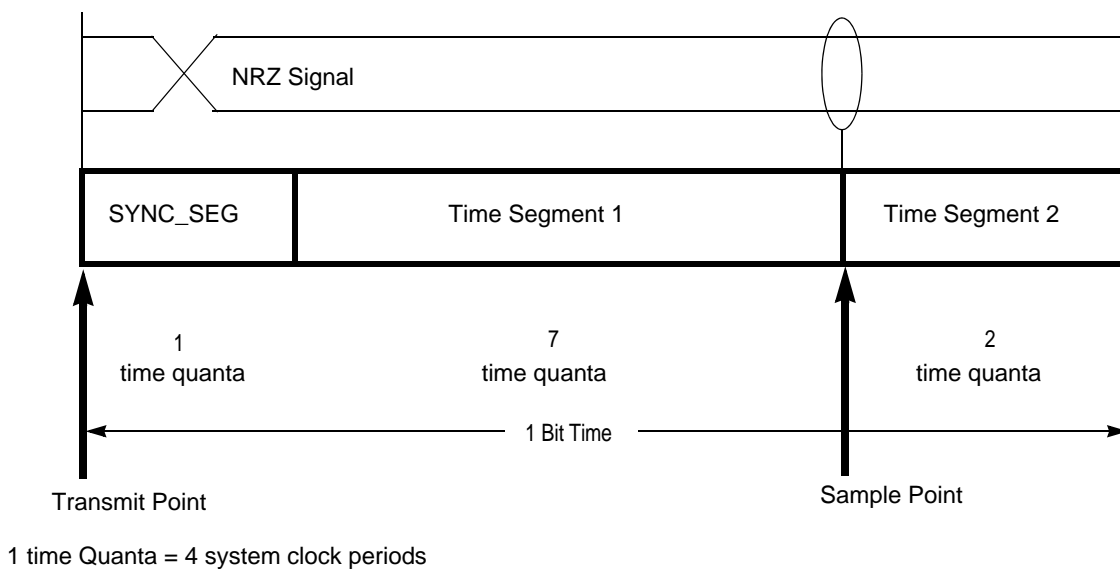 NRZ Signal
SYNC_SEG
Time Segment 1
Time Segment 2
1
time quanta
7
time quanta
2
time quanta
1 Bit Time
Transmit Point
Sample Point
1 time Quanta = 4 system clock periods